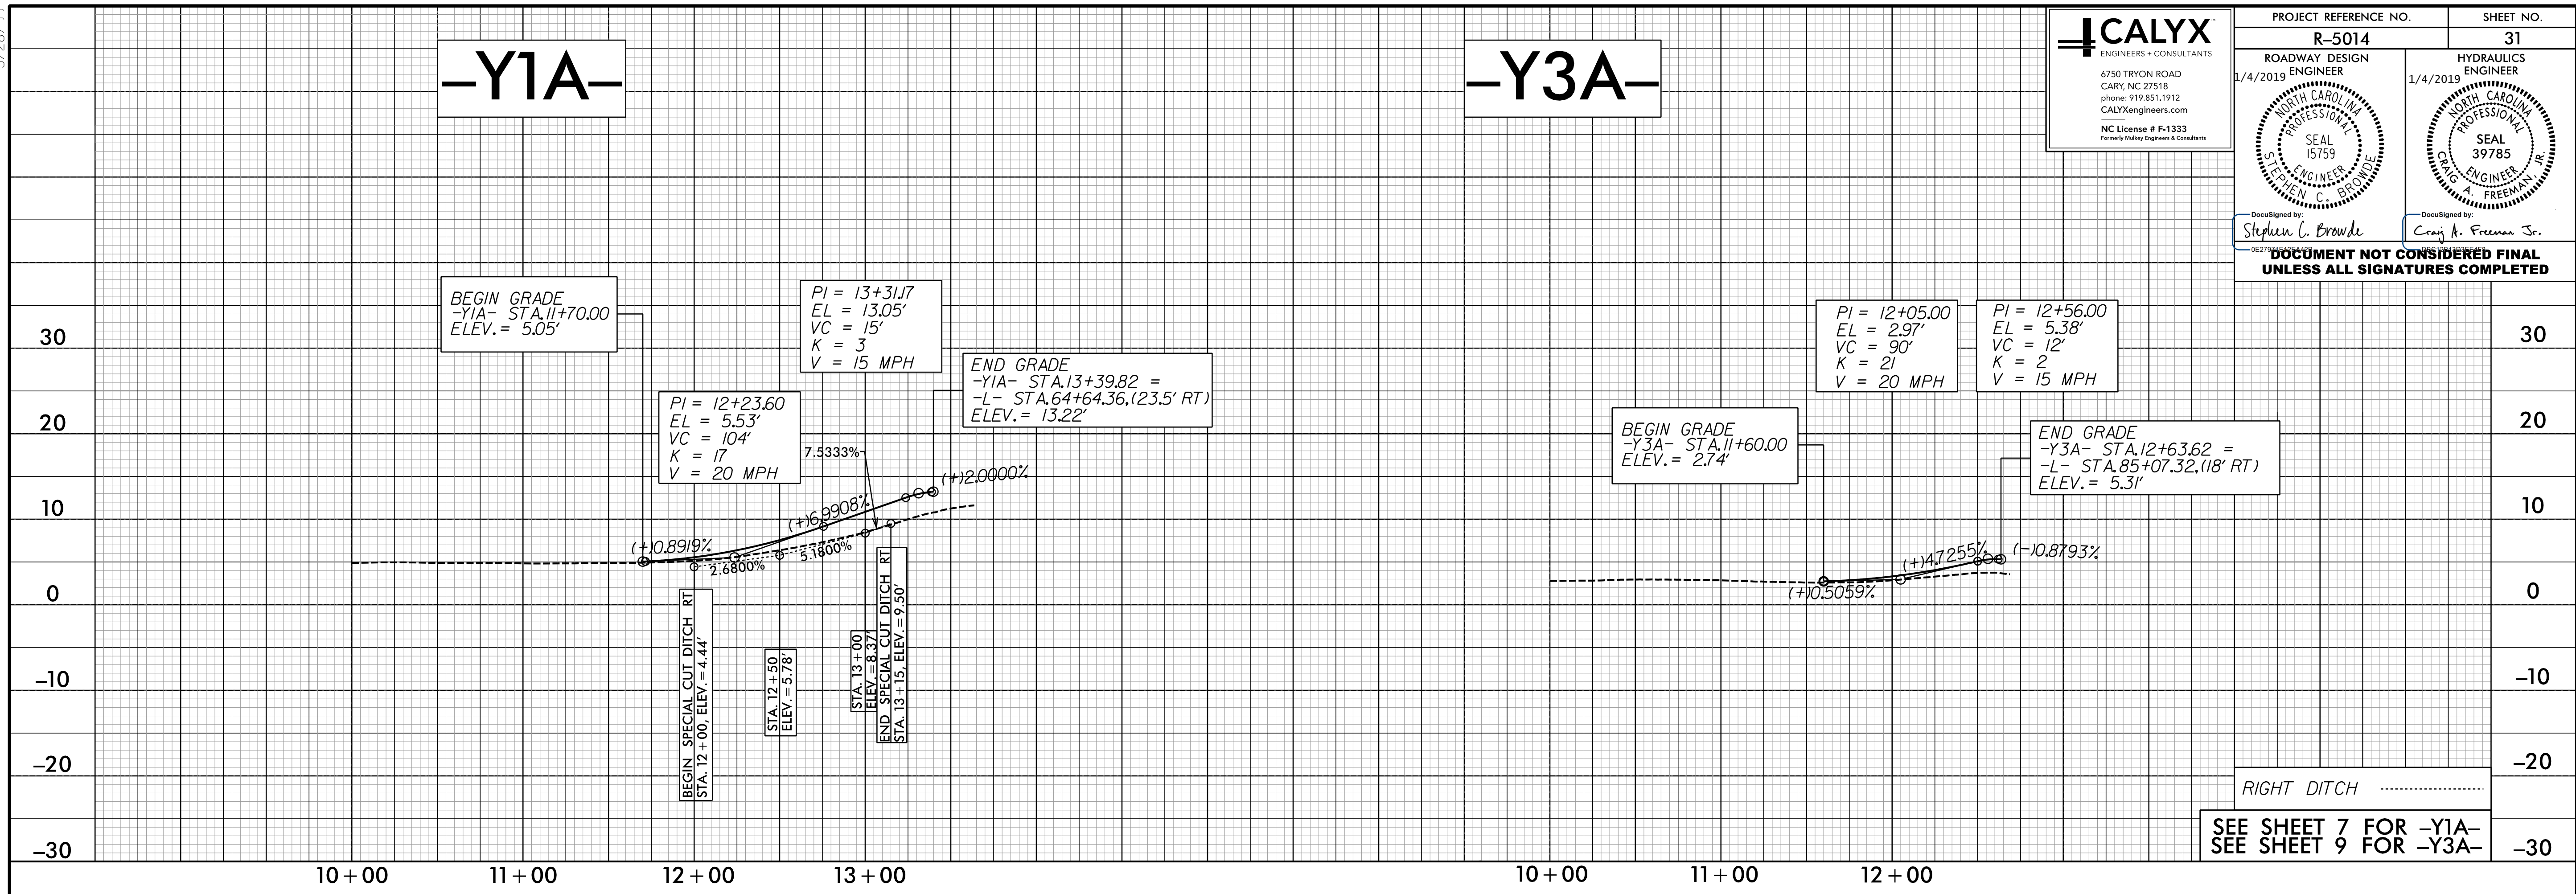 –Y1A–
–Y3A–
CALYX™
ENGINEERS + CONSULTANTS
6750 TRYON ROAD
CARY, NC 27518
phone: 919.851.1912
CALYXengineers.com
NC License # F-1333
Formerly Mulkey Engineers & Consultants
PROJECT REFERENCE NO.
SHEET NO.
R–5014
31
ROADWAY DESIGN
ENGINEER
HYDRAULICS
ENGINEER
1/4/2019
NORTH CAROLINA
PROFESSIONAL
SEAL
15759
ENGINEER
STEPHEN C. BROWDE
1/4/2019
NORTH CAROLINA
PROFESSIONAL
SEAL
39785
ENGINEER
CRAIG A. FREEMAN, JR.
DocuSigned by:
Stephen C. Browde
DocuSigned by:
Craig A. Freeman Jr.
DOCUMENT NOT CONSIDERED FINAL
UNLESS ALL SIGNATURES COMPLETED
BEGIN GRADE
-Y1A- STA.11+70.00
ELEV.= 5.05'
PI = 12+23.60
EL = 5.53'
VC = 104'
K = 17
V = 20 MPH
PI = 13+31.17
EL = 13.05'
VC = 15'
K = 3
V = 15 MPH
END GRADE
-Y1A- STA.13+39.82 =
-L- STA.64+64.36,(23.5' RT)
ELEV.= 13.22'
7.5333%
(+)2.0000%
(+)6.9908%
(+)0.8919%
2.6800%
5.1800%
BEGIN SPECIAL CUT DITCH RT
STA. 12+00, ELEV.=4.44'
STA. 12+50
ELEV.=5.78'
STA. 13+00
ELEV.=8.37'
END SPECIAL CUT DITCH RT
STA. 13+15, ELEV.=9.50'
BEGIN GRADE
-Y3A- STA.11+60.00
ELEV.= 2.74'
PI = 12+05.00
EL = 2.97'
VC = 90'
K = 21
V = 20 MPH
PI = 12+56.00
EL = 5.38'
VC = 12'
K = 2
V = 15 MPH
END GRADE
-Y3A- STA.12+63.62 =
-L- STA.85+07.32,(18' RT)
ELEV.= 5.31'
(+)0.5059%
(+)4.7255%
(-)0.8793%
30
20
10
0
–10
–20
–30
30
20
10
0
–10
–20
–30
RIGHT DITCH
SEE SHEET 7 FOR –Y1A–
SEE SHEET 9 FOR –Y3A–
10+00
11+00
12+00
13+00
10+00
11+00
12+00